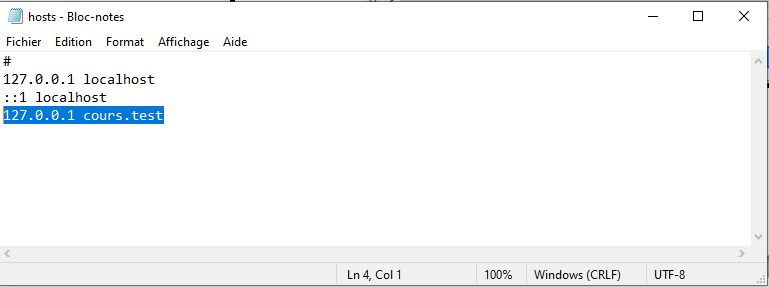 hosts - Bloc-notes
Fichier Edition Format Affichage Aide
#
127.0.0.1 localhost
::1 localhost
127.0.0.1 cours.test
Ln 4, Col 1 100% Windows (CRLF) UTF-8